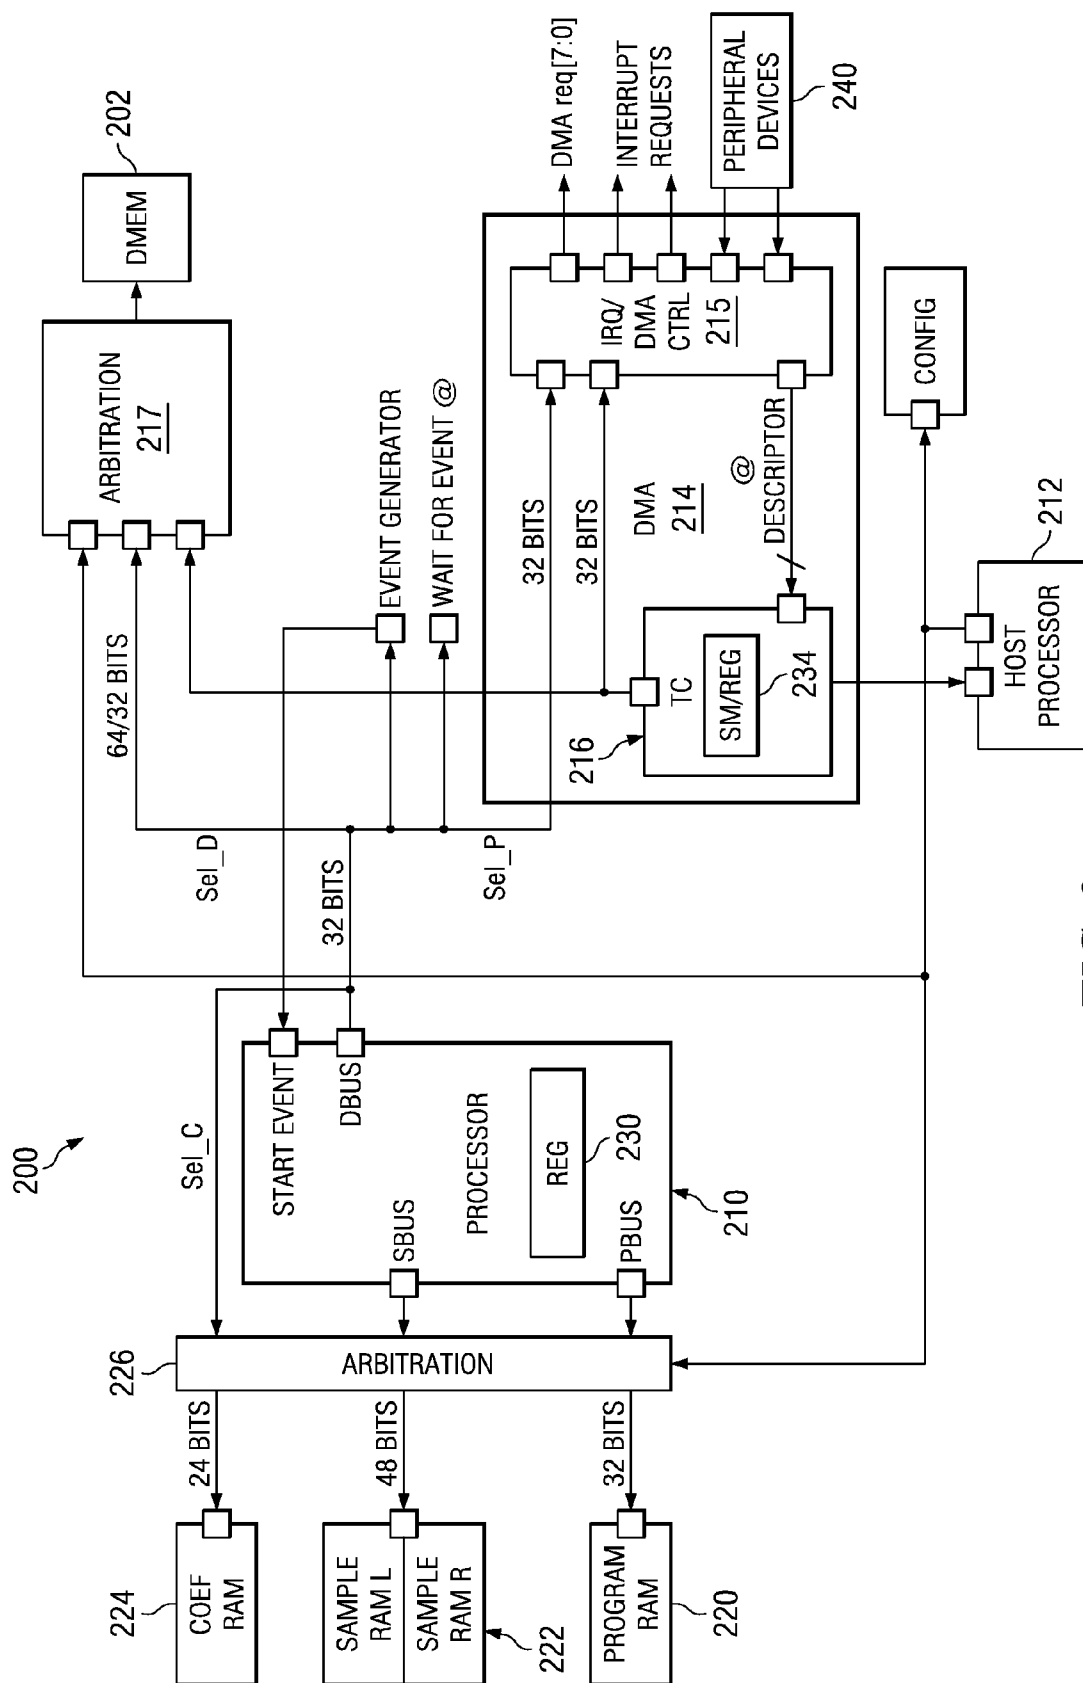 200
224
COEF
RAM
24 BITS
226
Sel_C
SAMPLE
RAM L
SAMPLE
RAM R
222
48 BITS
PROGRAM
RAM
220
32 BITS
ARBITRATION
START EVENT
DBUS
SBUS
PROCESSOR
REG
230
PBUS
210
32 BITS
Sel_D
Sel_P
64/32 BITS
ARBITRATION
217
DMEM
202
EVENT GENERATOR
WAIT FOR EVENT @
32 BITS
32 BITS
DMA
214
@
DESCRIPTOR
216
TC
SM/REG
234
IRQ/
DMA
CTRL
215
DMA req[7:0]
INTERRUPT
REQUESTS
PERIPHERAL
DEVICES
240
CONFIG
HOST
PROCESSOR
212